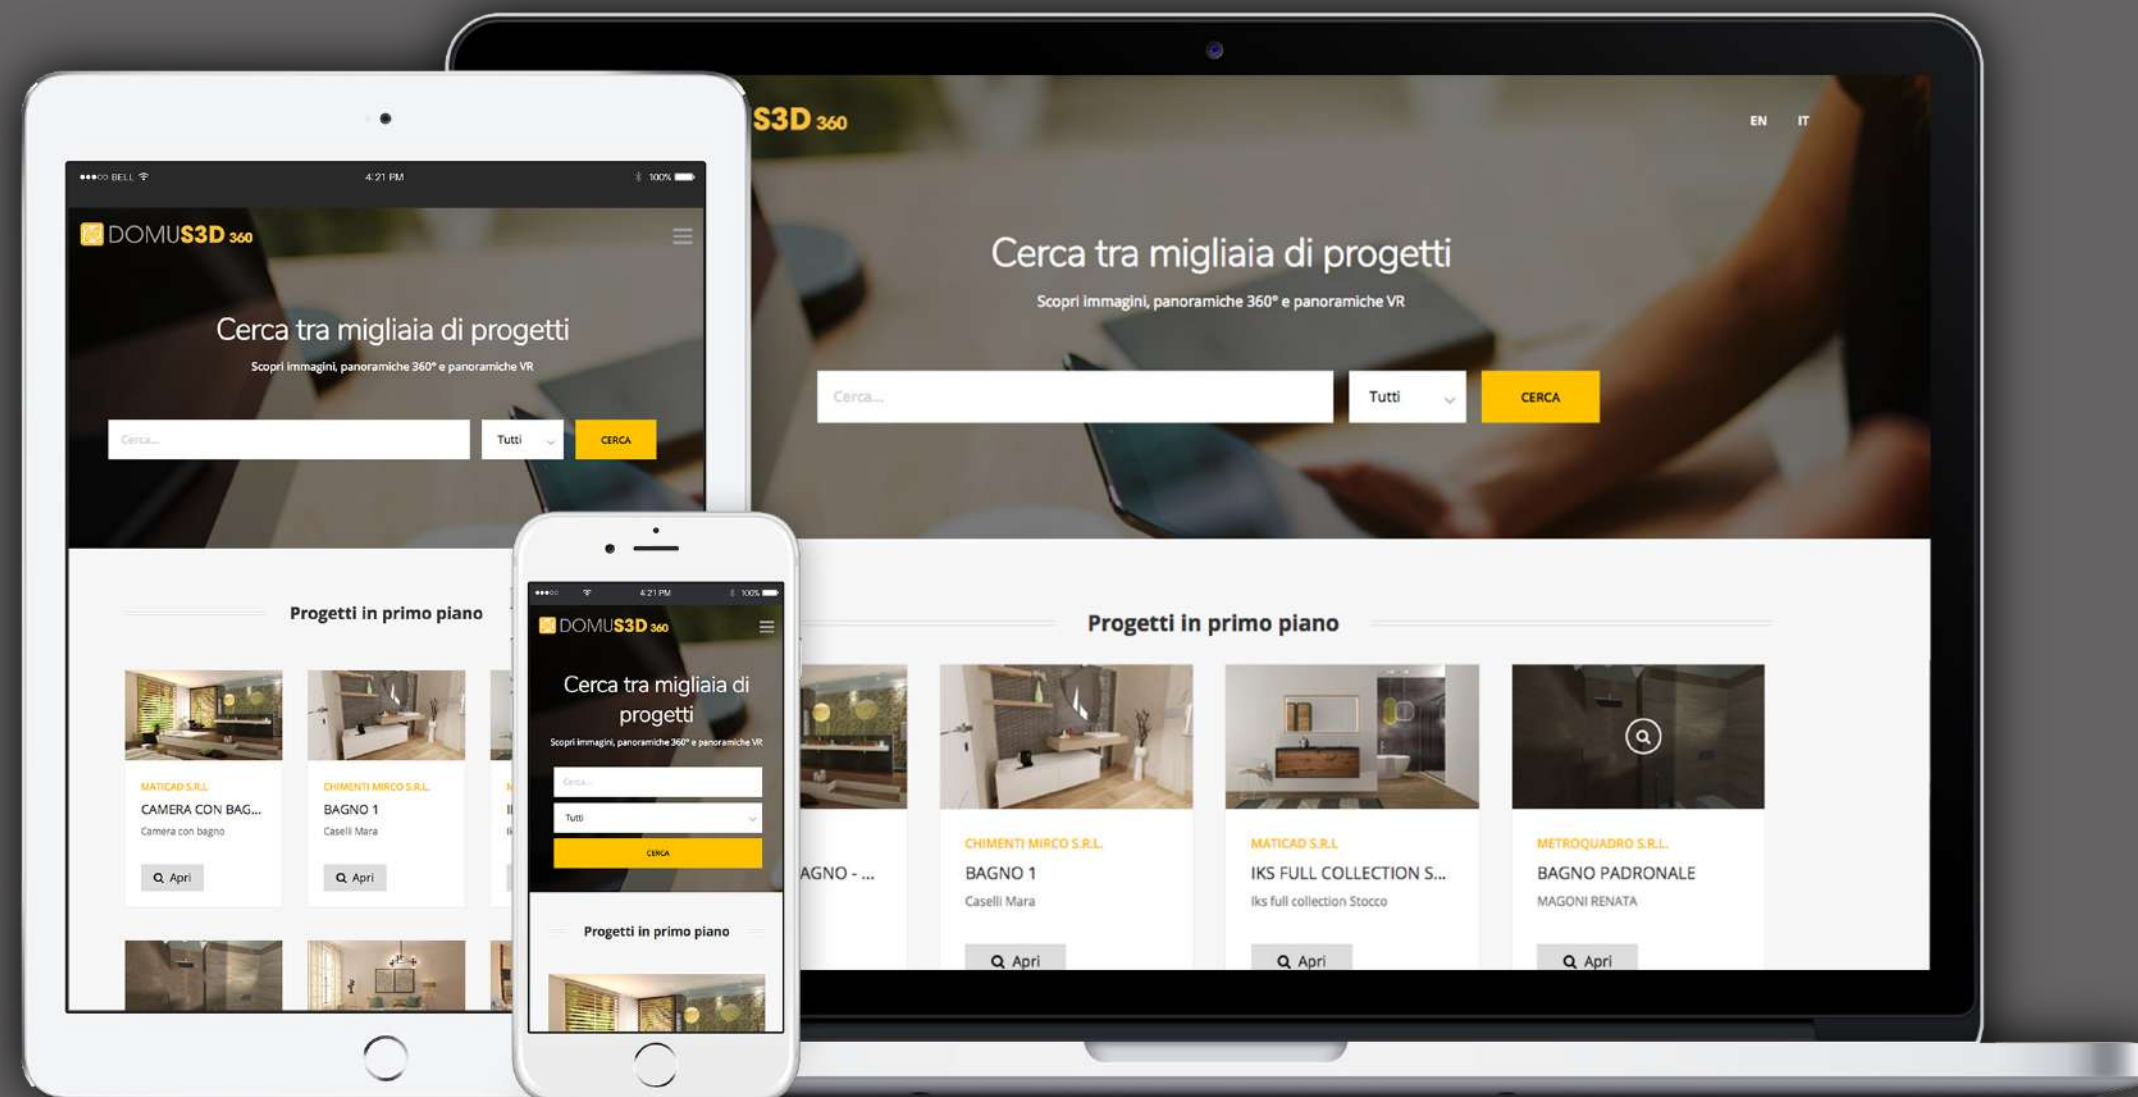 BELL 4:21 PM 100%
DOMUS3D 360
Cerca tra migliaia di progetti
Scopri immagini, panoramiche 360° e panoramiche VR
Cerca...
Tutti
CERCA
Progetti in primo piano
MATICAD S.R.L
CAMERA CON BAG...
Camera con bagno
Apri
CHIMENTI MIRCO S.R.L.
BAGNO 1
Caselli Mara
Apri
4:21 PM 100%
DOMUS3D 360
Cerca tra migliaia di
progetti
Scopri immagini, panoramiche 360° e panoramiche VR
Cerca...
Tutti
CERCA
Progetti in primo piano
S3D 360
EN IT
Cerca tra migliaia di progetti
Scopri immagini, panoramiche 360° e panoramiche VR
Cerca...
Tutti
CERCA
Progetti in primo piano
AGNO - ...
CHIMENTI MIRCO S.R.L.
BAGNO 1
Caselli Mara
Apri
MATICAD S.R.L
IKS FULL COLLECTION S...
Iks full collection Stocco
Apri
METROQUADRO S.R.L.
BAGNO PADRONALE
MAGONI RENATA
Apri